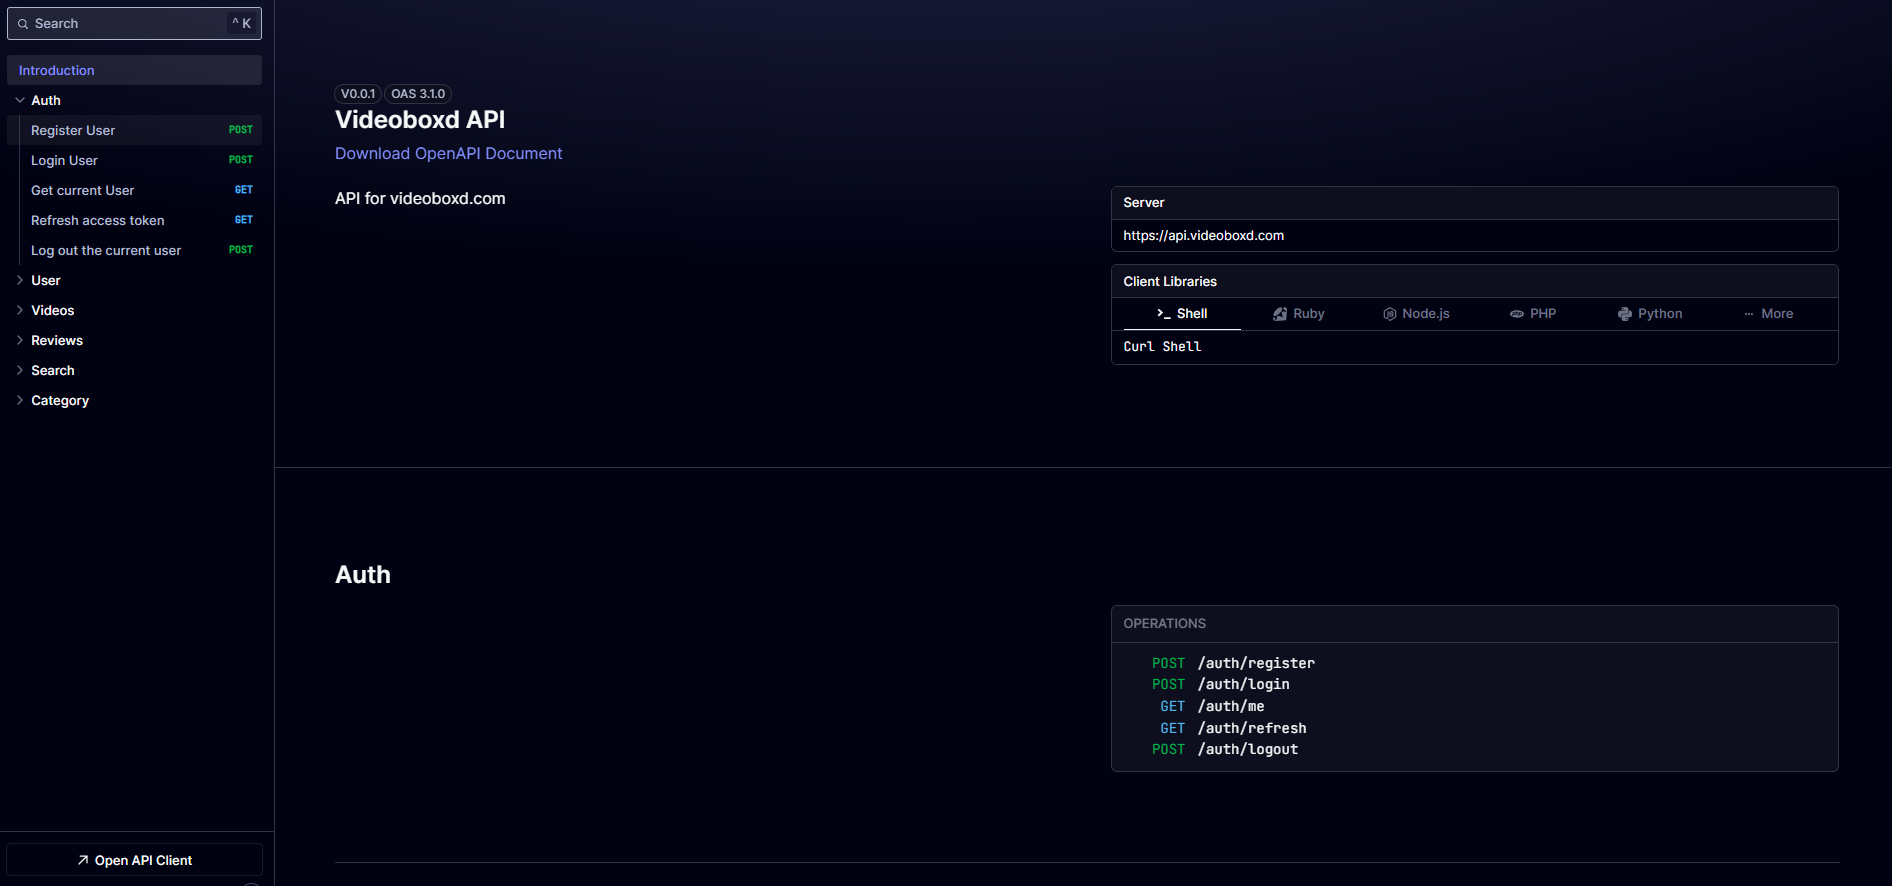 Search ^ K
Introduction
Auth
Register User POST
Login User POST
Get current User GET
Refresh access token GET
Log out the current user POST
User
Videos
Reviews
Search
Category
Open API Client
V0.0.1 OAS 3.1.0
Videoboxd API
Download OpenAPI Document
API for videoboxd.com
Server
https://api.videoboxd.com
Client Libraries
Shell Ruby Node.js PHP Python More
Curl Shell
Auth
OPERATIONS
POST /auth/register
POST /auth/login
GET /auth/me
GET /auth/refresh
POST /auth/logout